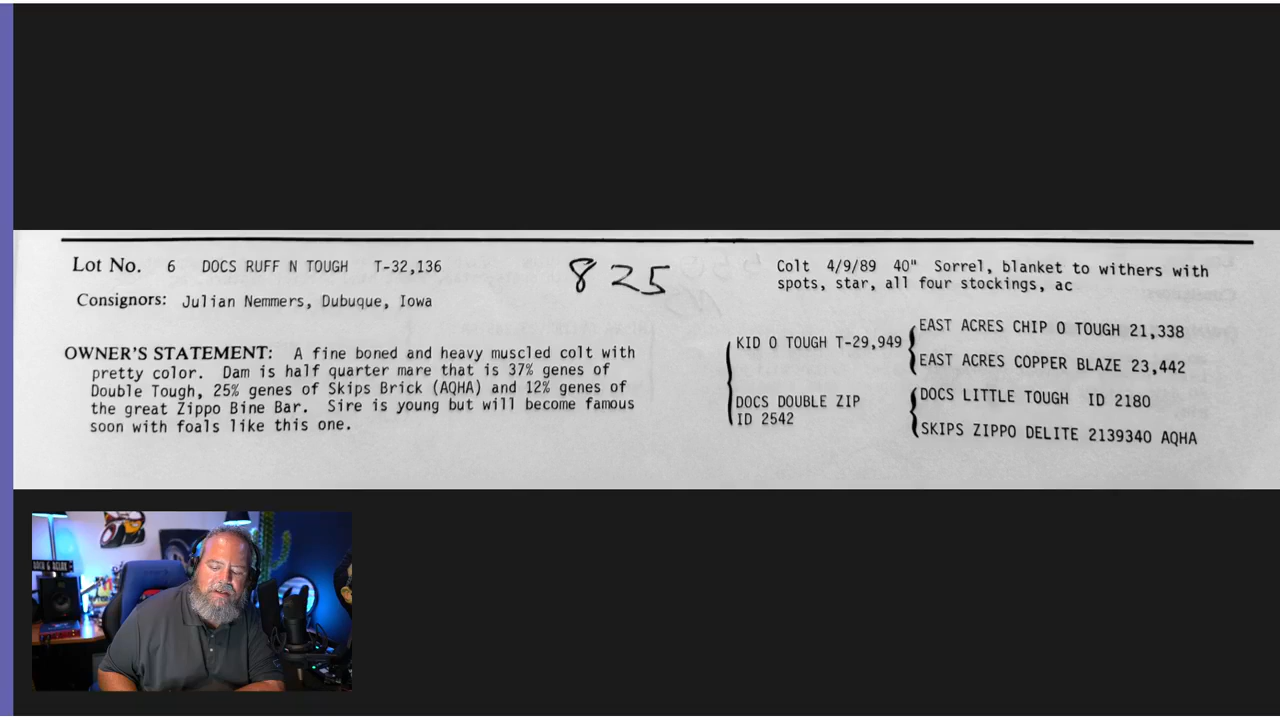 Lot No. 6 DOCS RUFF N TOUGH T-32,136
825
Consignors: Julian Nemmers, Dubuque, Iowa
OWNER'S STATEMENT: A fine boned and heavy muscled colt with
pretty color. Dam is half quarter mare that is 37% genes of
Double Tough, 25% genes of Skips Brick (AQHA) and 12% genes of
the great Zippo Bine Bar. Sire is young but will become famous
soon with foals like this one.
Colt 4/9/89 40" Sorrel, blanket to withers with
spots, star, all four stockings, ac
KID O TOUGH T-29,949
DOCS DOUBLE ZIP
ID 2542
EAST ACRES CHIP O TOUGH 21,338
EAST ACRES COPPER BLAZE 23,442
DOCS LITTLE TOUGH ID 2180
SKIPS ZIPPO DELITE 2139340 AQHA